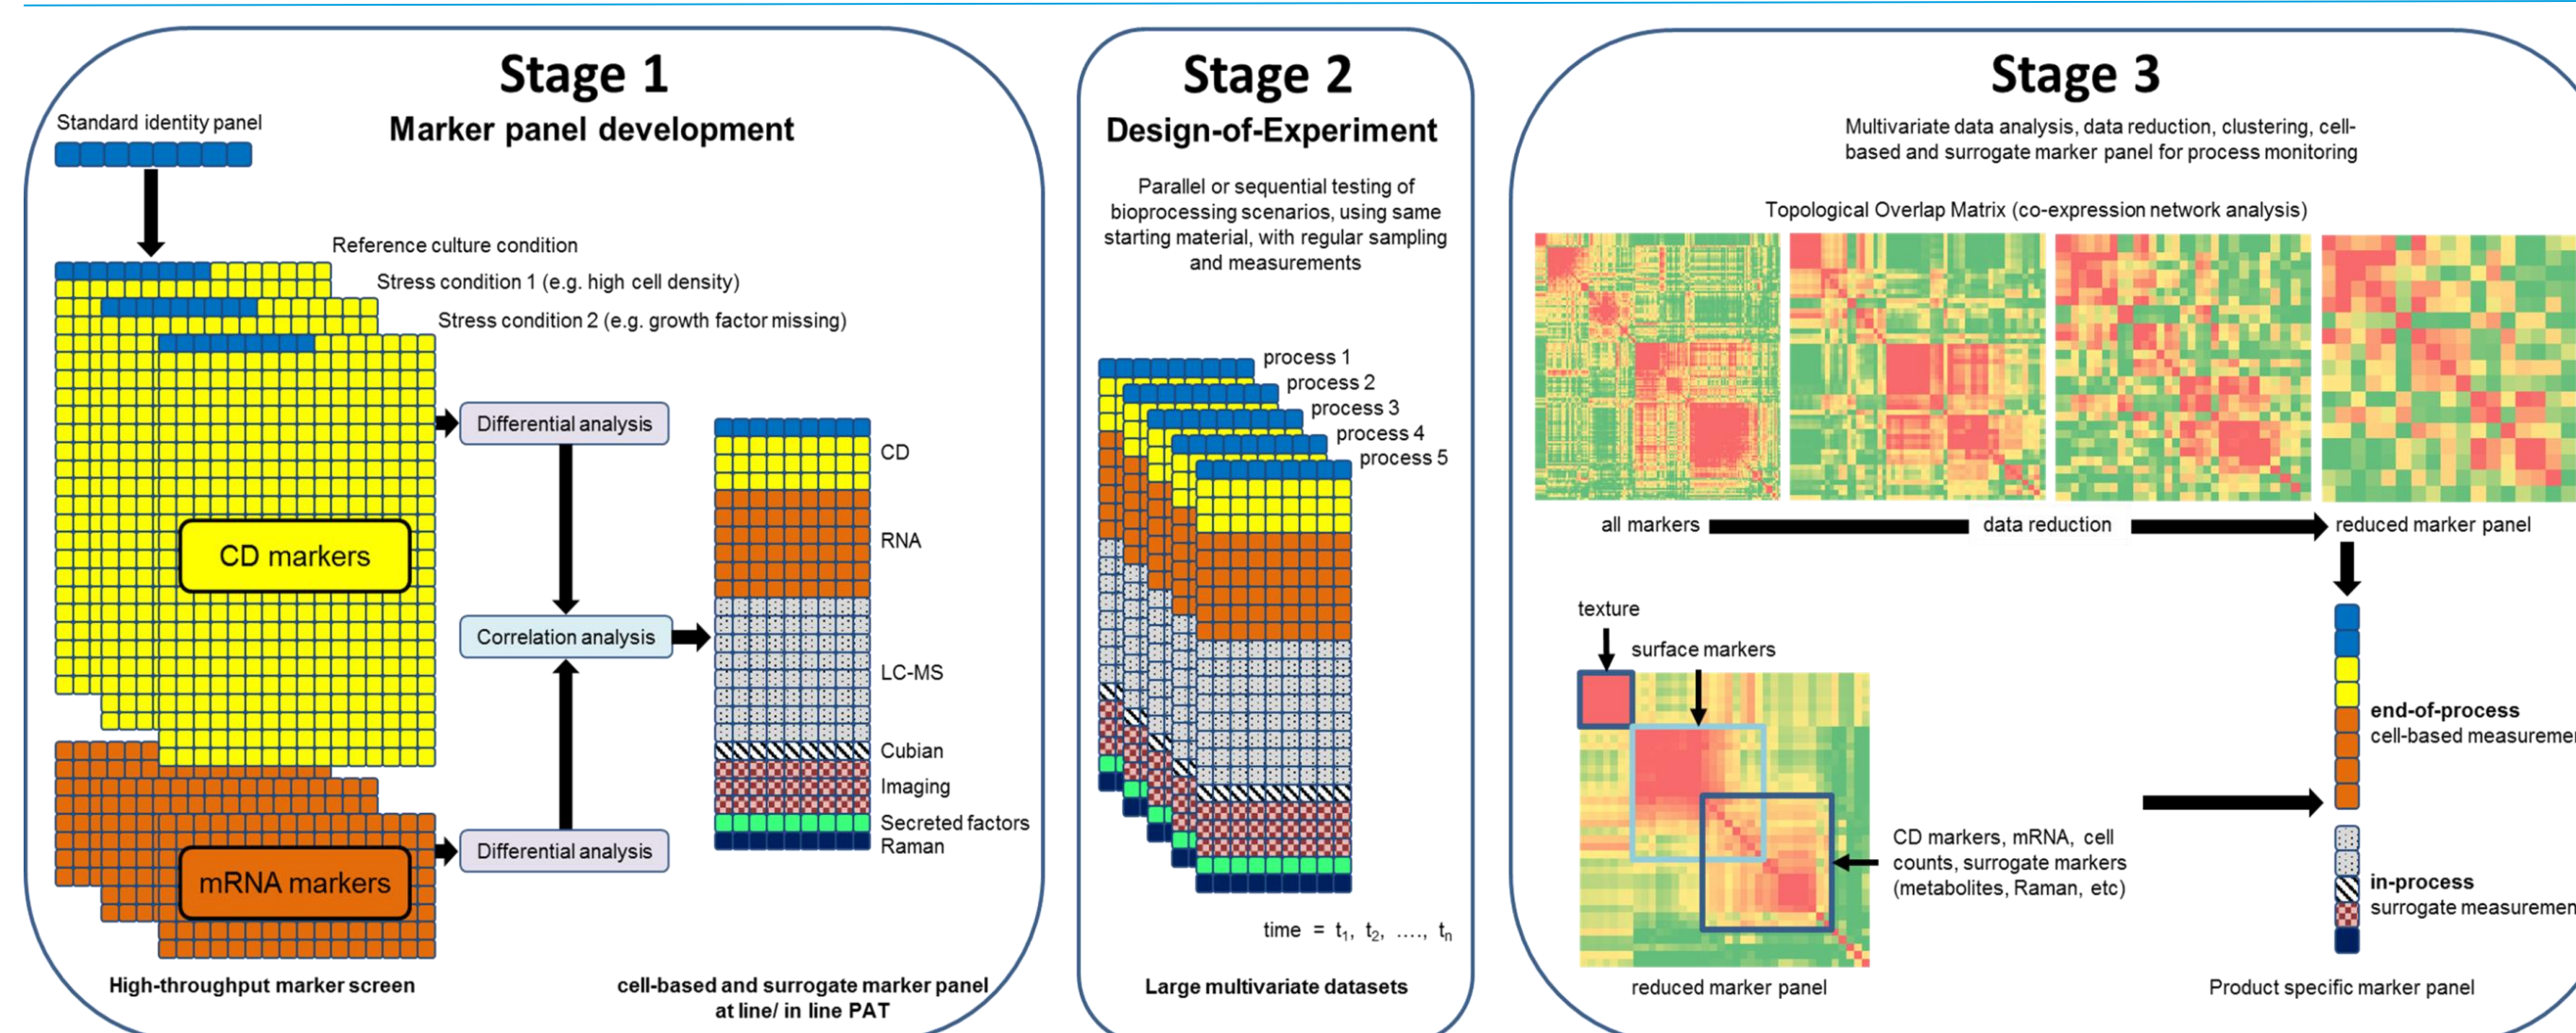 Stage 1
Marker panel development
Standard identity panel
Reference culture condition
Stress condition 1 (e.g. high cell density)
Stress condition 2 (e.g. growth factor missing)
Differential analysis
CD markers
Correlation analysis
mRNA markers
Differential analysis
CD
RNA
LC-MS
Cubian
Imaging
Secreted factors
Raman
High-throughput marker screen
cell-based and surrogate marker panel
at line/ in line PAT
Stage 2
Design-of-Experiment
Parallel or sequential testing of
bioprocessing scenarios, using same
starting material, with regular sampling
and measurements
process 1
process 2
process 3
process 4
process 5
time = t1, t2, …., tn
Large multivariate datasets
Stage 3
Multivariate data analysis, data reduction, clustering, cell-
based and surrogate marker panel for process monitoring
Topological Overlap Matrix (co-expression network analysis)
all markers
data reduction
reduced marker panel
texture
surface markers
CD markers, mRNA, cell
counts, surrogate markers
(metabolites, Raman, etc)
reduced marker panel
end-of-process
cell-based
in-process
surrogate
Product specific marker panel